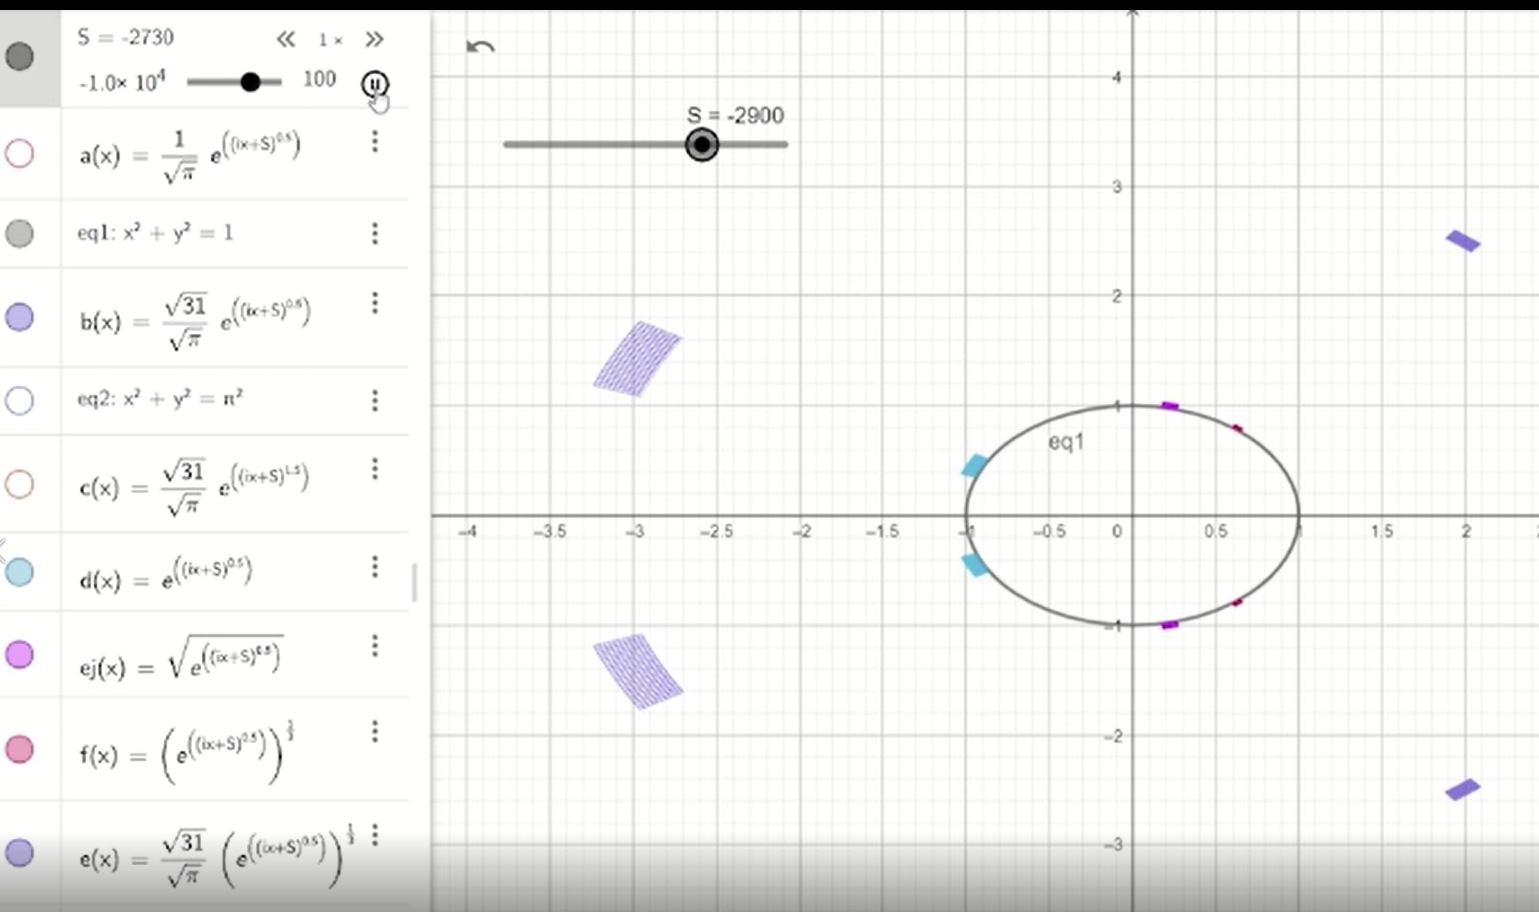 S = -2730
1 ×
-1.0× 10⁴
100
a(x) = 1/√π e^((ix+S)^0.5)
eq1: x² + y² = 1
b(x) = √31/√π e^((ix+S)^0.5)
eq2: x² + y² = π²
c(x) = √31/√π e^((ix+S)^1.5)
d(x) = e^((ix+S)^0.5)
ej(x) = √(e^((ix+S)^0.5))
f(x) = (e^((ix+S)^0.5))^(1/3)
e(x) = √31/√π (e^((ix+S)^0.5))^(1/3)
S = -2900
4
3
2
1
eq1
-4 -3.5 -3 -2.5 -2 -1.5 -1 -0.5 0 0.5 1 1.5 2
-1
-2
-3